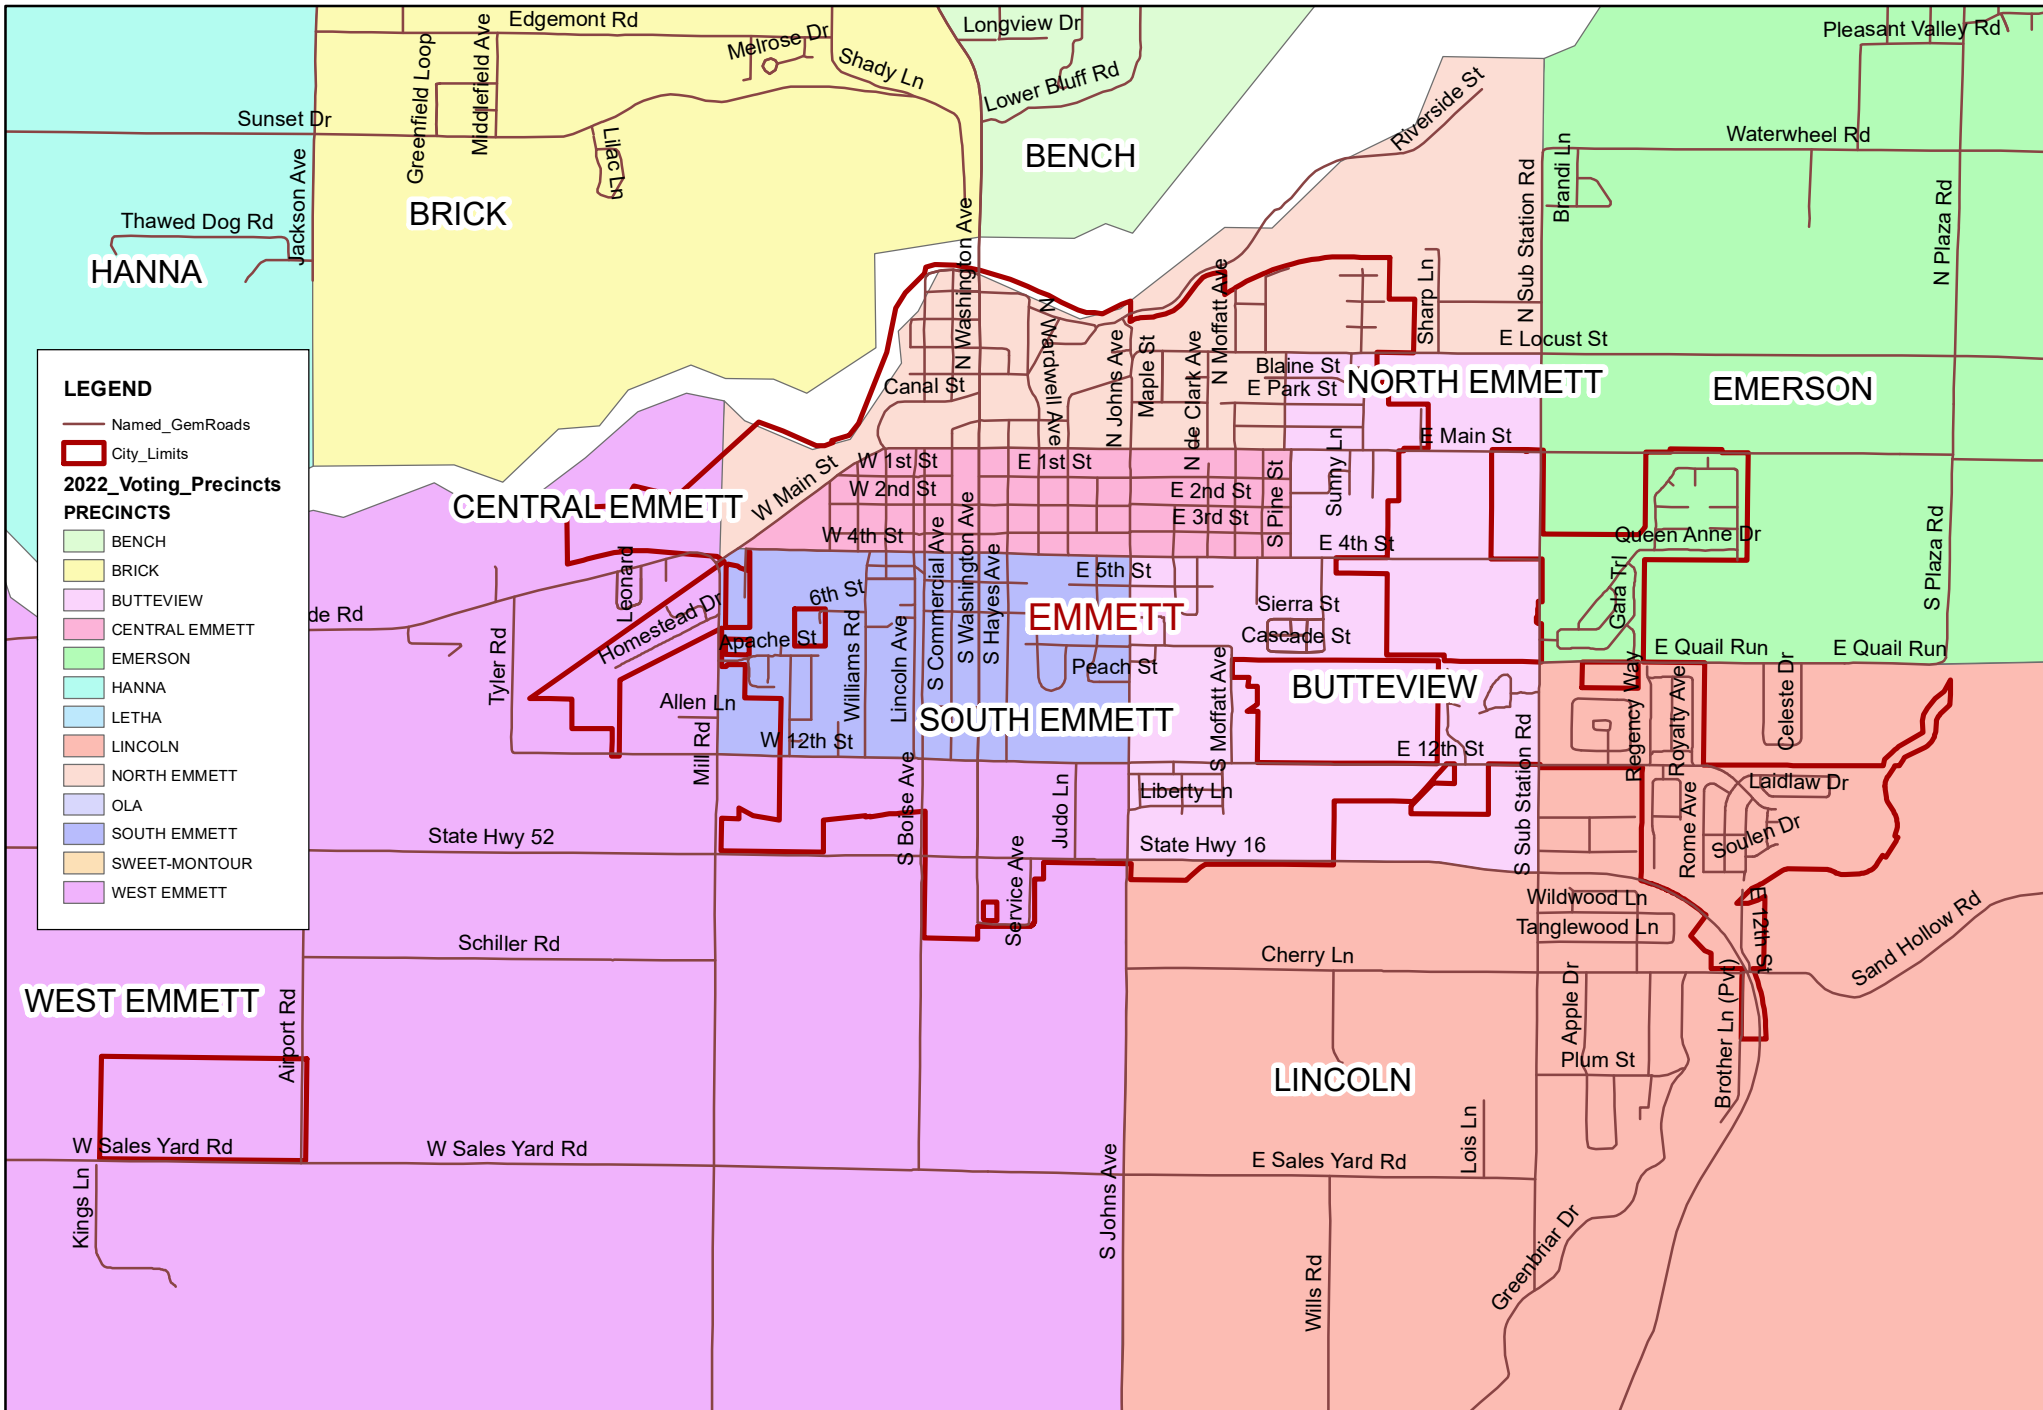 Edgemont Rd
Longview Dr
Pleasant Valley Rd
Middlefield Ave
Melrose Dr
Shady Ln
Greenfield Loop
Lower Bluff Rd
Riverside St
Sunset Dr
Waterwheel Rd
Lilac Ln
BENCH
Brandi Ln
Jackson Ave
N Sub Station Rd
N Plaza Rd
Thawed Dog Rd
BRICK
HANNA
N Washington Ave
N Moffatt Ave
Sharp Ln
N Wardwell Ave
N Johns Ave
Maple St
N de Clark Ave
E Locust St
Blaine St
E Park St
NORTH EMMETT
EMERSON
Canal St
E Main St
LEGEND
Named_GemRoads
City_Limits
2022_Voting_Precincts
PRECINCTS
BENCH
BRICK
BUTTEVIEW
CENTRAL EMMETT
EMERSON
HANNA
LETHA
LINCOLN
NORTH EMMETT
OLA
SOUTH EMMETT
SWEET-MONTOUR
WEST EMMETT
W 1st St
E 1st St
Sunny Ln
W Main St
W 2nd St
E 2nd St
S Pine St
CENTRAL EMMETT
E 3rd St
W 4th St
E 4th St
Queen Anne Dr
S Commercial Ave
S Washington Ave
S Hayes Ave
Leonard
E 5th St
6th St
Sierra St
EMMETT
Gala Trl
S Plaza Rd
de Rd
Homestead Dr
Apache St
Cascade St
E Quail Run
E Quail Run
Tyler Rd
Williams Rd
Lincoln Ave
Peach St
BUTTEVIEW
Allen Ln
SOUTH EMMETT
S Moffatt Ave
Regency Way
Royalty Ave
Celeste Dr
Mill Rd
W 12th St
E 12th St
S Boise Ave
Judo Ln
Liberty Ln
S Sub Station Rd
Laidlaw Dr
Rome Ave
Soulen Dr
State Hwy 52
State Hwy 16
Service Ave
Wildwood Ln
Tanglewood Ln
E 12th St
Sand Hollow Rd
Schiller Rd
Cherry Ln
WEST EMMETT
Airport Rd
Apple Dr
Brother Ln (Pvt)
Plum St
LINCOLN
W Sales Yard Rd
W Sales Yard Rd
E Sales Yard Rd
Lois Ln
Kings Ln
S Johns Ave
Wills Rd
Greenbriar Dr